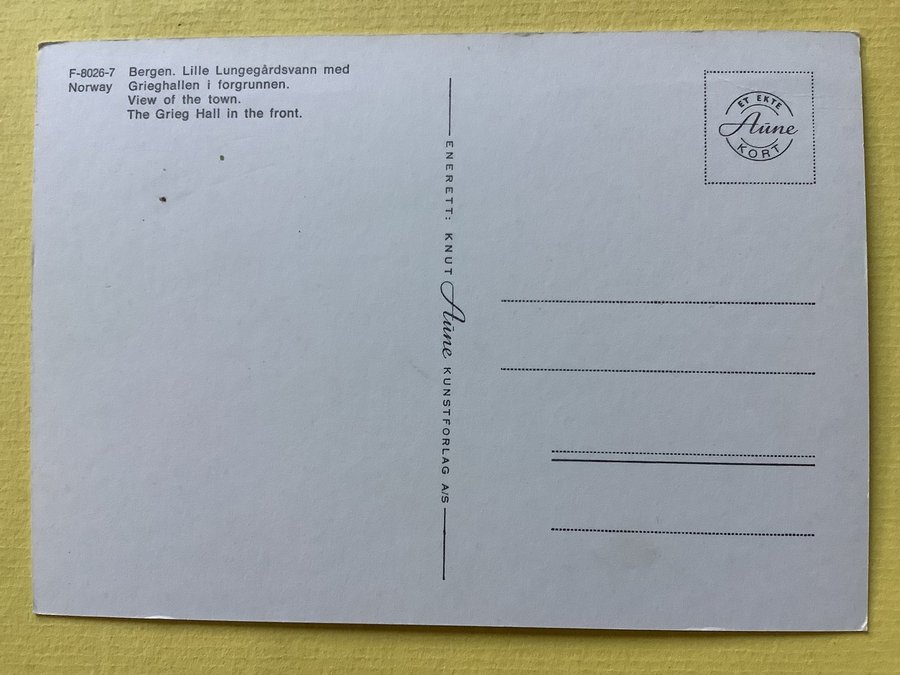 F-8026-7 Bergen. Lille Lungegårdsvann med
Norway Grieghallen i forgrunnen.
View of the town.
The Grieg Hall in the front.
ENERETT: KNUT Aune KUNSTFORLAG A/S
ET EKTE
Aune
KORT